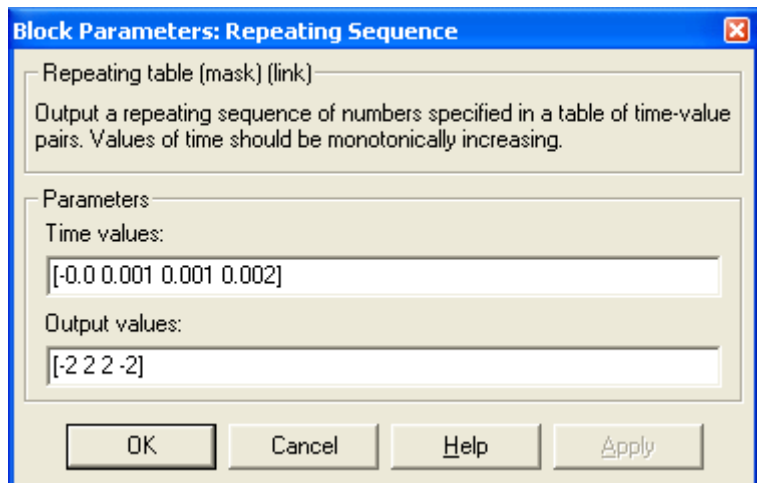 Block Parameters: Repeating Sequence
Repeating table (mask) (link)
Output a repeating sequence of numbers specified in a table of time-value
pairs. Values of time should be monotonically increasing.
Parameters
Time values:
[-0.0 0.001 0.001 0.002]
Output values:
[-2 2 2 -2]
OK Cancel Help Apply